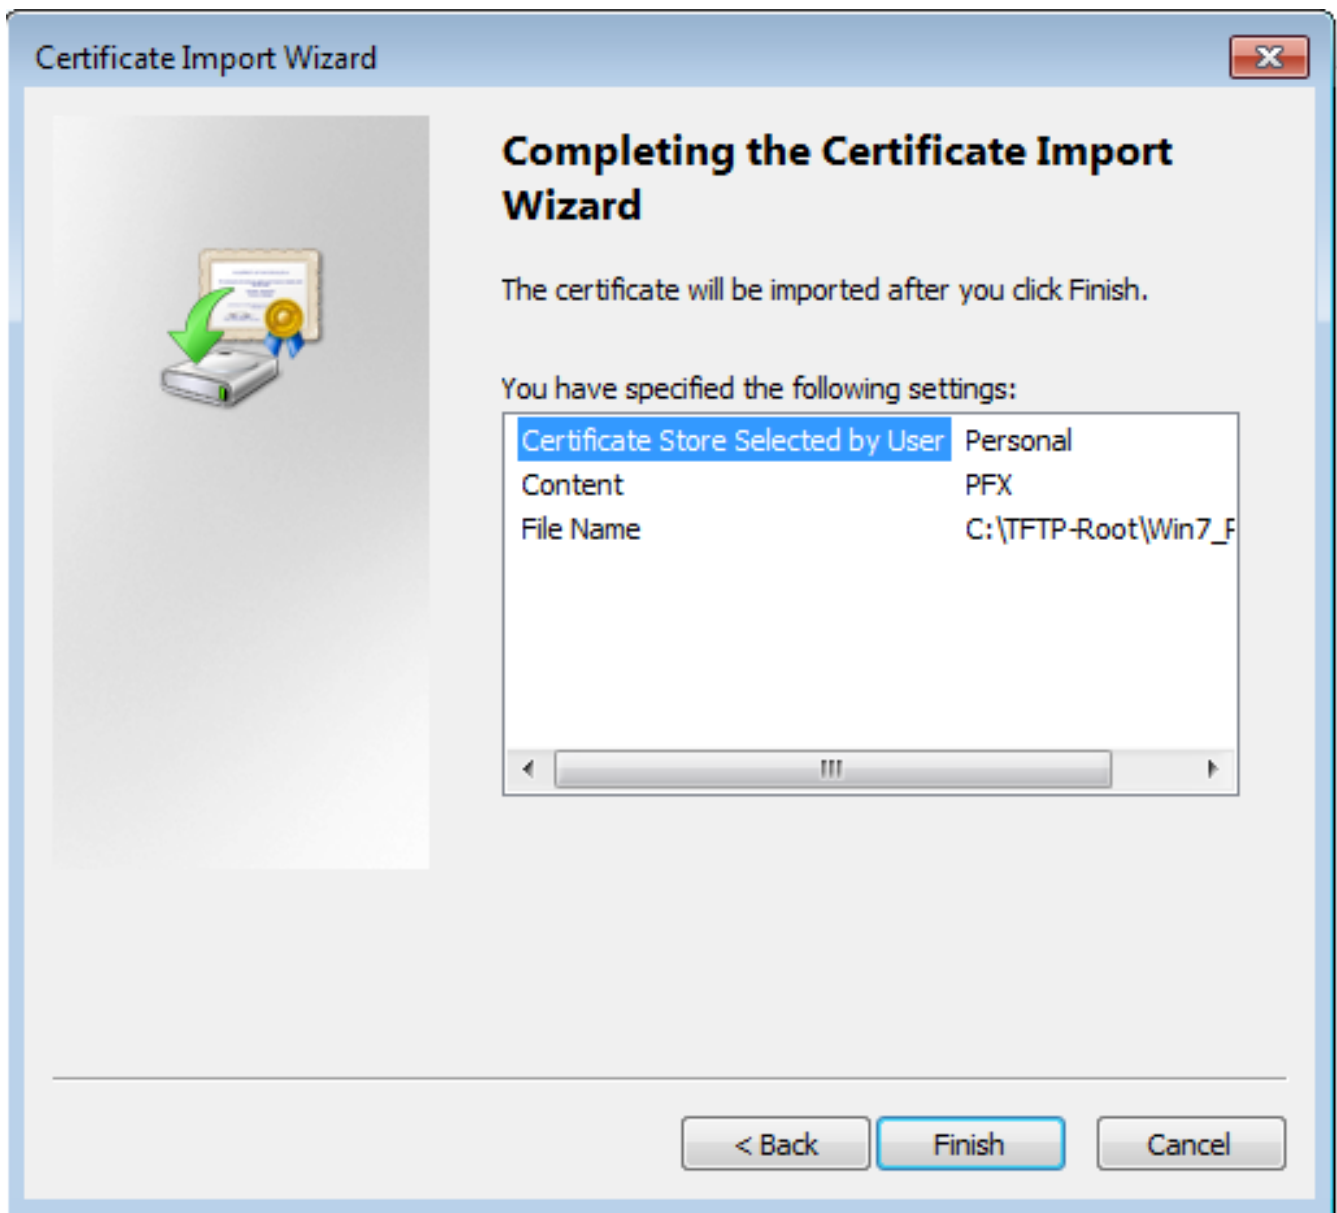 Certificate Import Wizard
Completing the Certificate Import
Wizard
The certificate will be imported after you click Finish.
You have specified the following settings:
Certificate Store Selected by User Personal
Content PFX
File Name C:\TFTP-Root\Win7_
< Back Finish Cancel